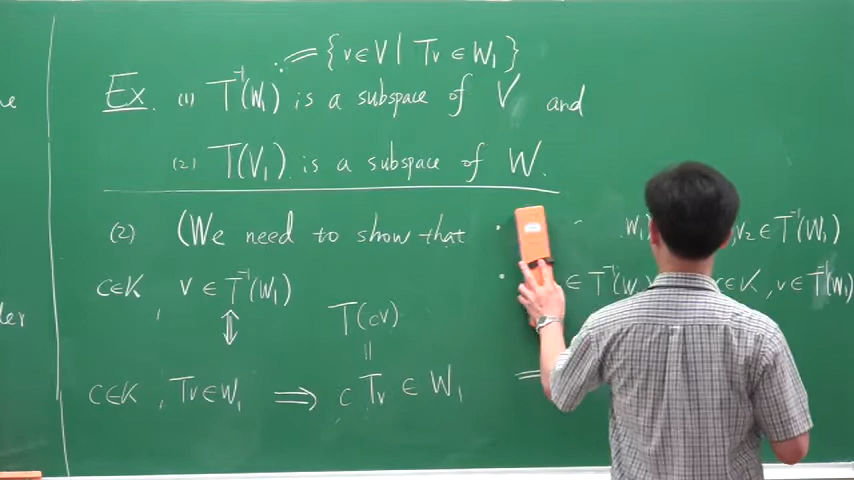 := {v∈V | Tv ∈ W₁}
Ex. (1) T⁻¹(W₁) is a subspace of V and
(2) T(V₁) is a subspace of W.
(2) (We need to show that · W₁) v₂ ∈ T⁻¹(W₁)
c∈K, v ∈ T⁻¹(W₁) · ∈ T⁻¹(W₁) c∈K, v∈T⁻¹(W₁)
⇕ T(cv)
‖
c∈K, Tv∈W₁ ⟹ cTv ∈ W₁